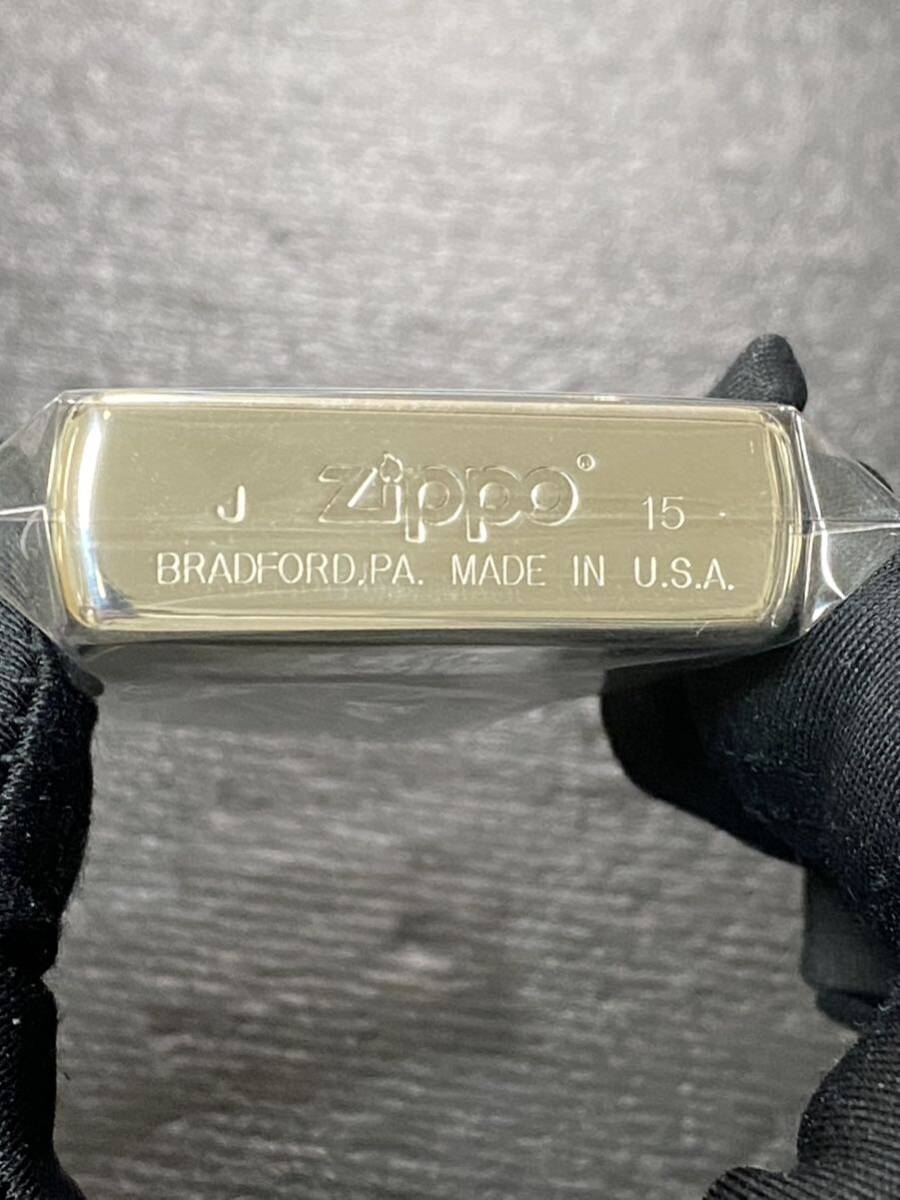 J zippo® 15
BRADFORD,PA. MADE IN U.S.A.